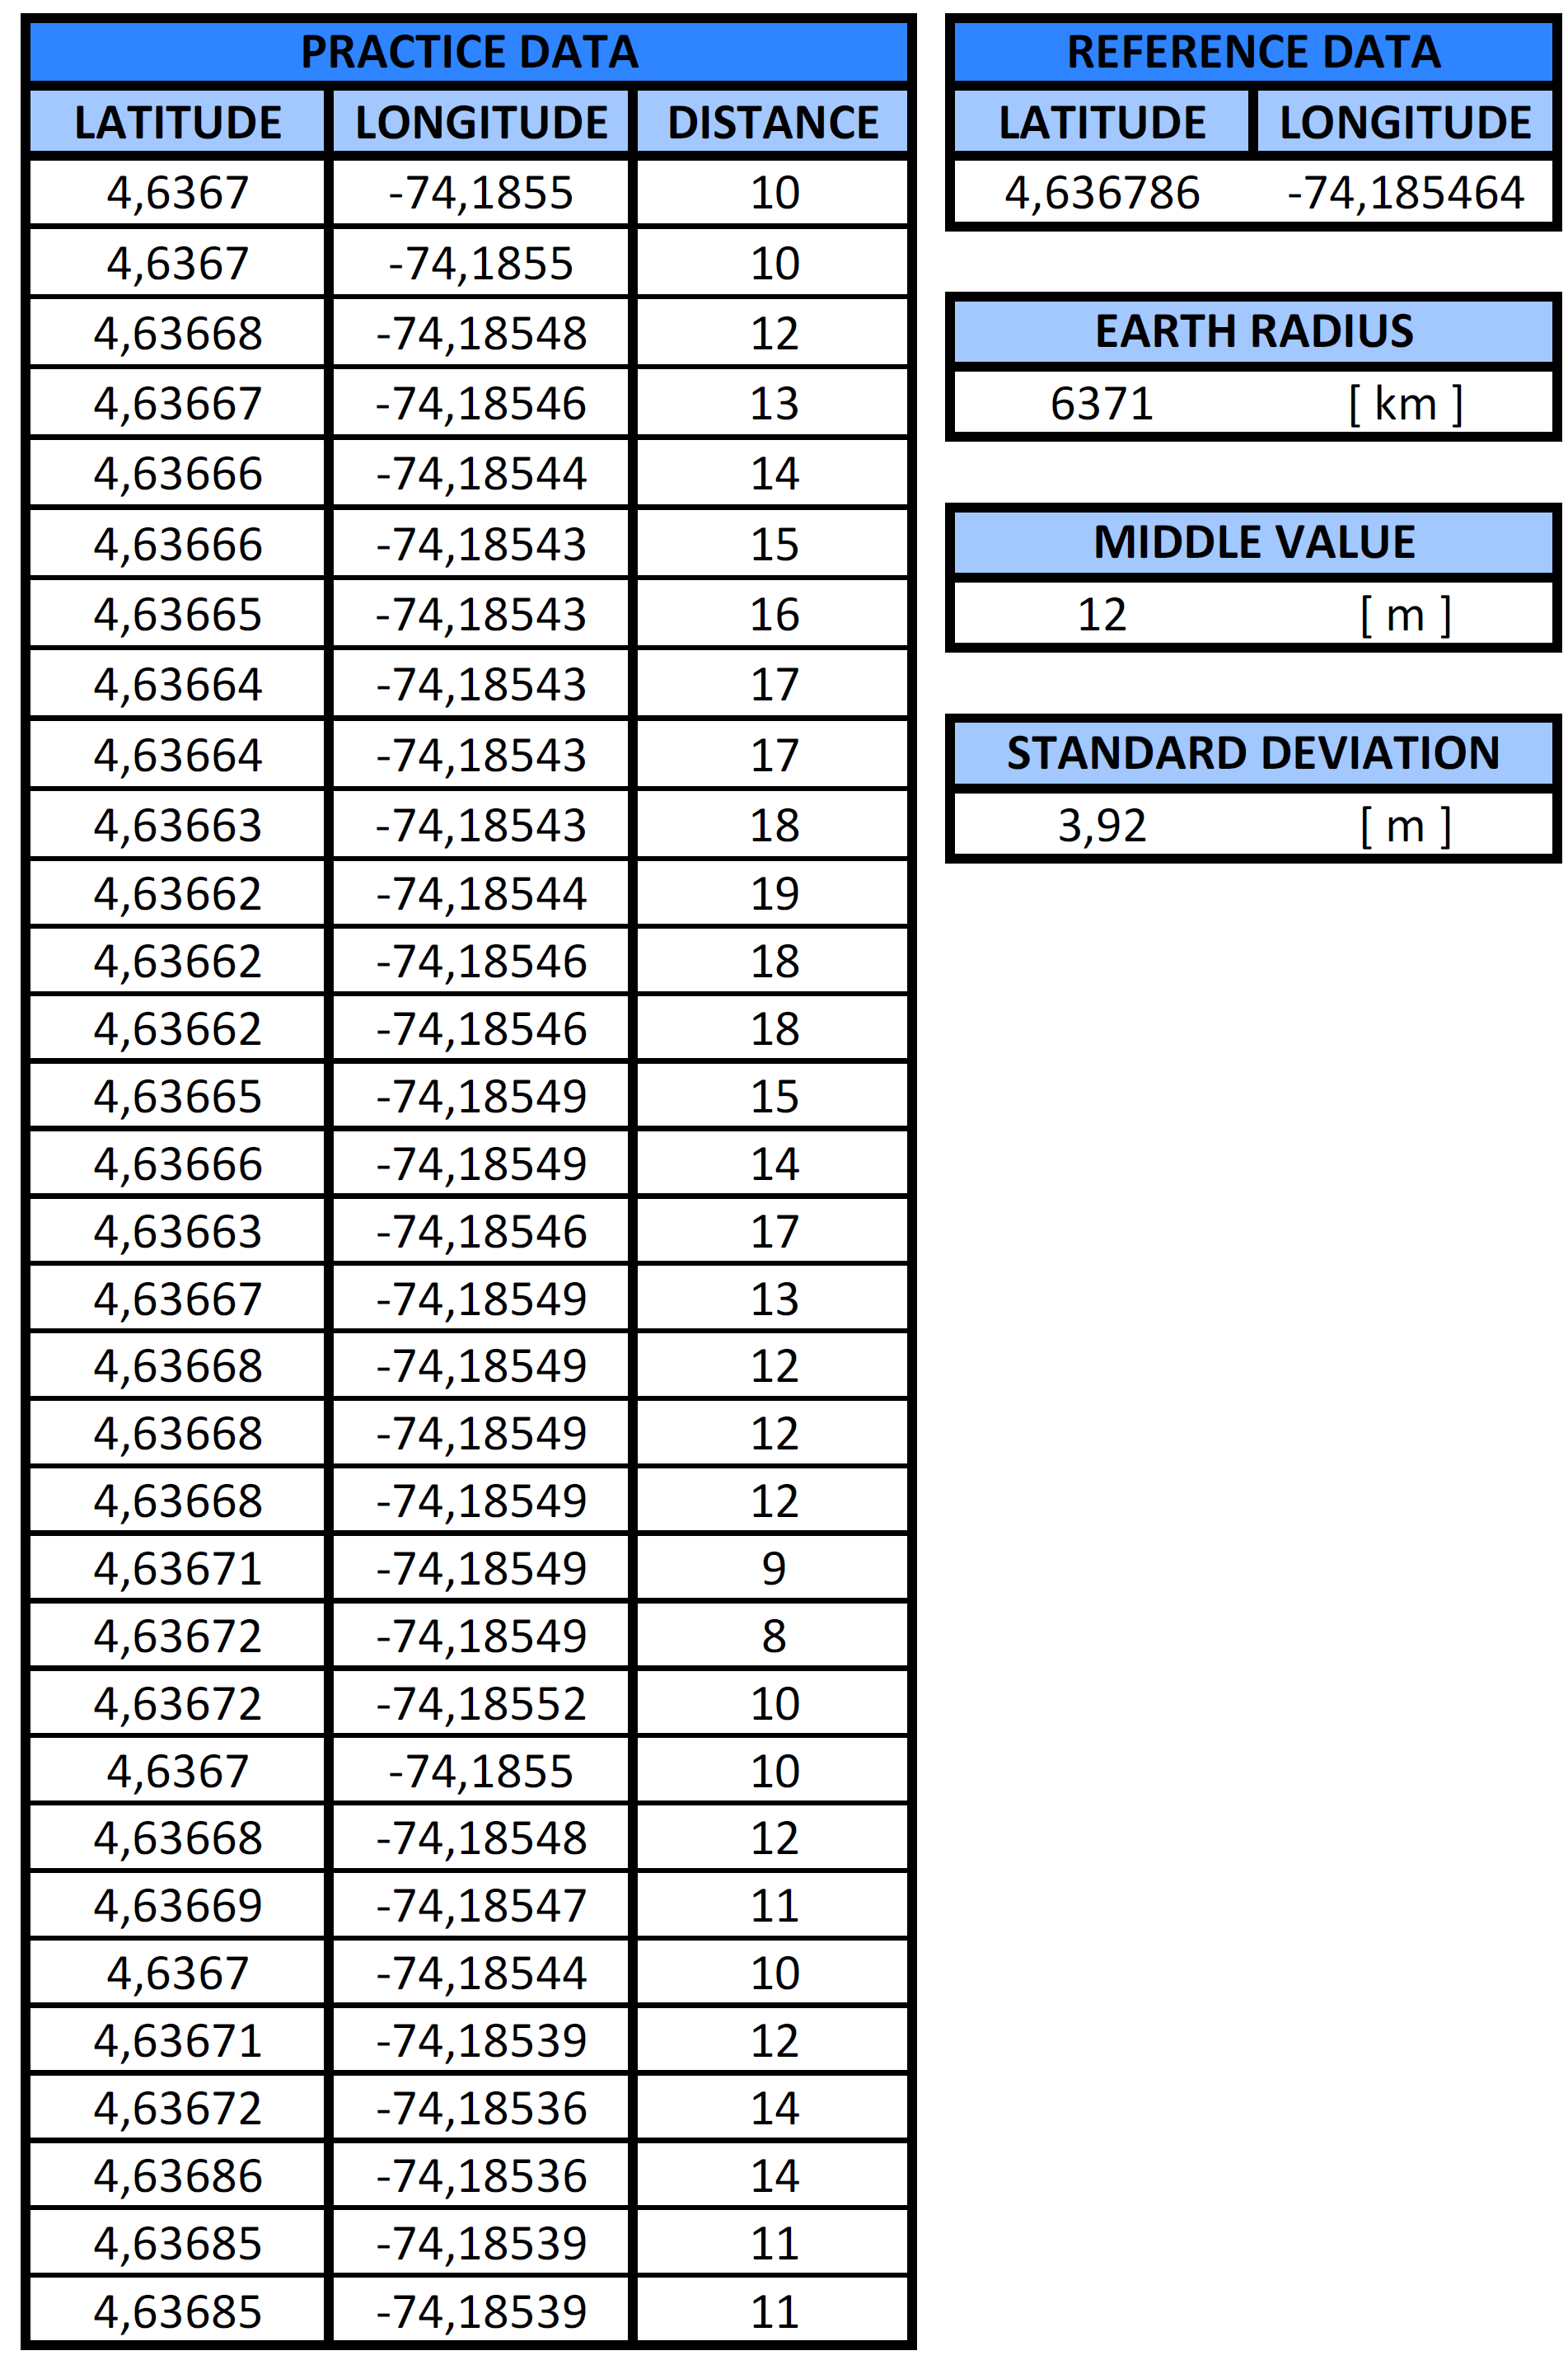 PRACTICE DATA
LATITUDE LONGITUDE DISTANCE
4,6367 -74,1855 10
4,6367 -74,1855 10
4,63668 -74,18548 12
4,63667 -74,18546 13
4,63666 -74,18544 14
4,63666 -74,18543 15
4,63665 -74,18543 16
4,63664 -74,18543 17
4,63664 -74,18543 17
4,63663 -74,18543 18
4,63662 -74,18544 19
4,63662 -74,18546 18
4,63662 -74,18546 18
4,63665 -74,18549 15
4,63666 -74,18549 14
4,63663 -74,18546 17
4,63667 -74,18549 13
4,63668 -74,18549 12
4,63668 -74,18549 12
4,63668 -74,18549 12
4,63671 -74,18549 9
4,63672 -74,18549 8
4,63672 -74,18552 10
4,6367 -74,1855 10
4,63668 -74,18548 12
4,63669 -74,18547 11
4,6367 -74,18544 10
4,63671 -74,18539 12
4,63672 -74,18536 14
4,63686 -74,18536 14
4,63685 -74,18539 11
4,63685 -74,18539 11
REFERENCE DATA
LATITUDE LONGITUDE
4,636786 -74,185464
EARTH RADIUS
6371 [ km ]
MIDDLE VALUE
12 [ m ]
STANDARD DEVIATION
3,92 [ m ]